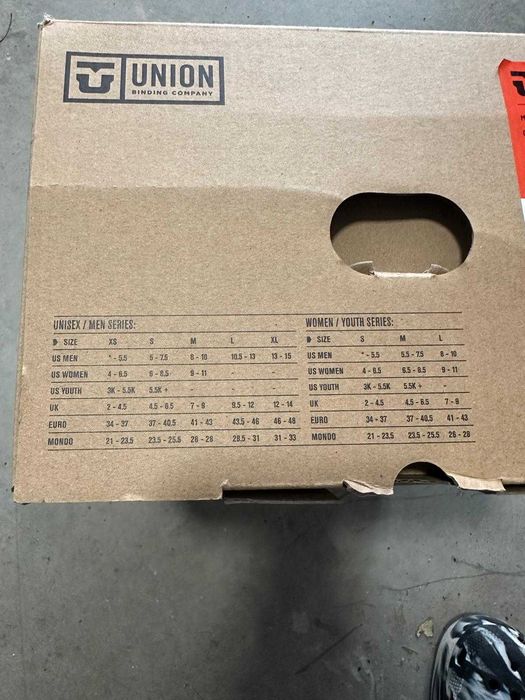 UNION
BINDING COMPANY
UNISEX / MEN SERIES:
SIZE XS S M L XL
US MEN * - 5.5 6 - 7.5 8 - 10 10.5 - 13 13 - 15
US WOMEN 4 - 6.5 6 - 8.5 9 - 11 - -
US YOUTH 3K - 5.5K 5.5K + - - -
UK 2 - 4.5 4.5 - 6.5 7 - 9 9.5 - 12 12 - 14
EURO 34 - 37 37 - 40.5 41 - 43 43.5 - 46 46 - 48
MONDO 21 - 23.5 23.5 - 25.5 26 - 28 28.5 - 31 31 - 33
WOMEN / YOUTH SERIES:
SIZE S M L
US MEN * - 5.5 5.5 - 7.5 8 - 10
US WOMEN 4 - 6.5 6.5 - 8.5 9 - 11
US YOUTH 3K - 5.5K 5.5K + -
UK 2 - 4.5 4.5 - 6.5 7 - 9
EURO 34 - 37 37 - 40.5 41 - 43
MONDO 21 - 23.5 23.5 - 25.5 26 - 28